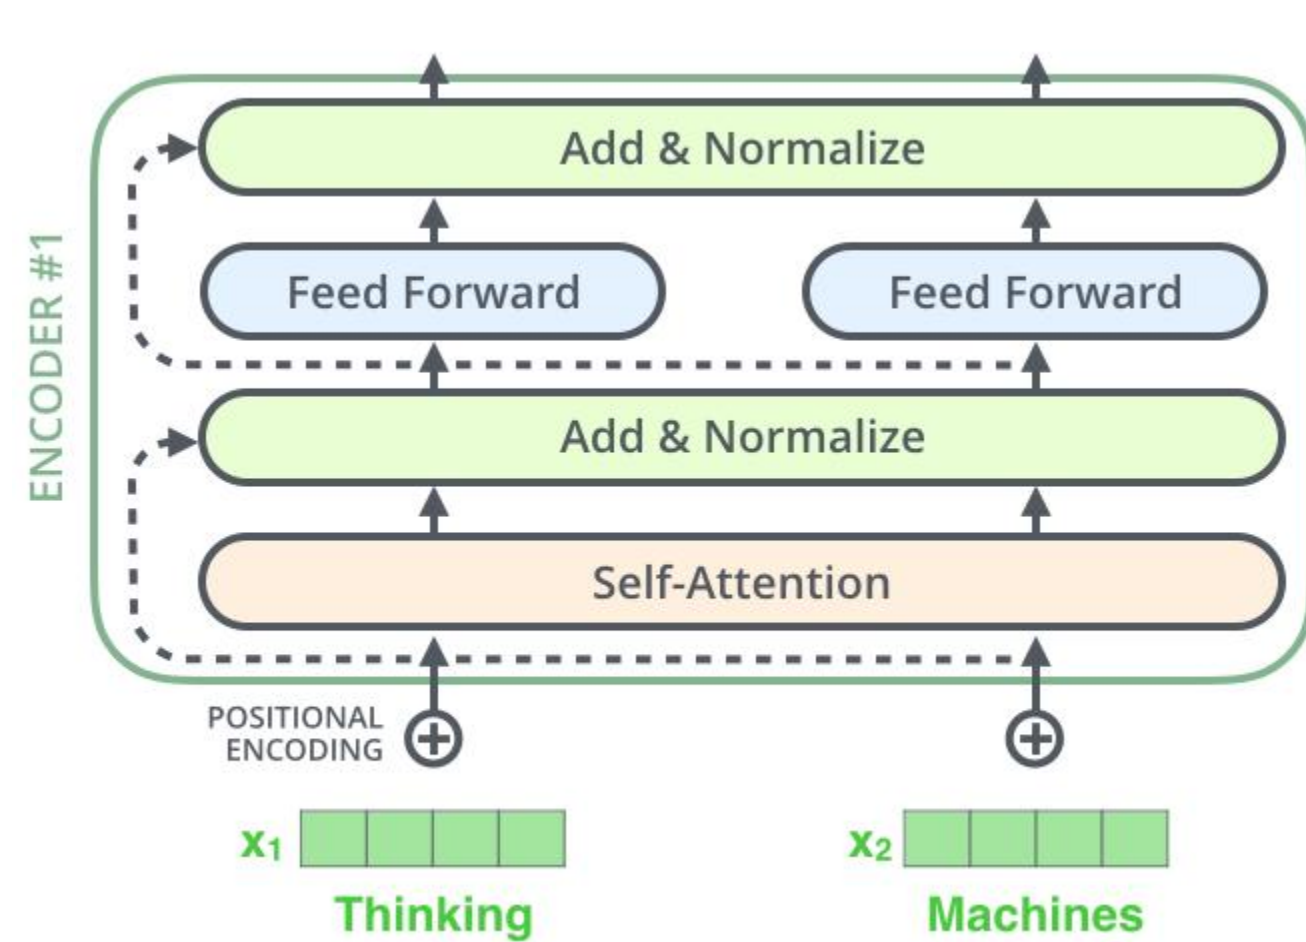 Add & Normalize
Feed Forward
Feed Forward
ENCODER #1
Add & Normalize
Self-Attention
POSITIONAL
ENCODING
x1
x2
Thinking
Machines